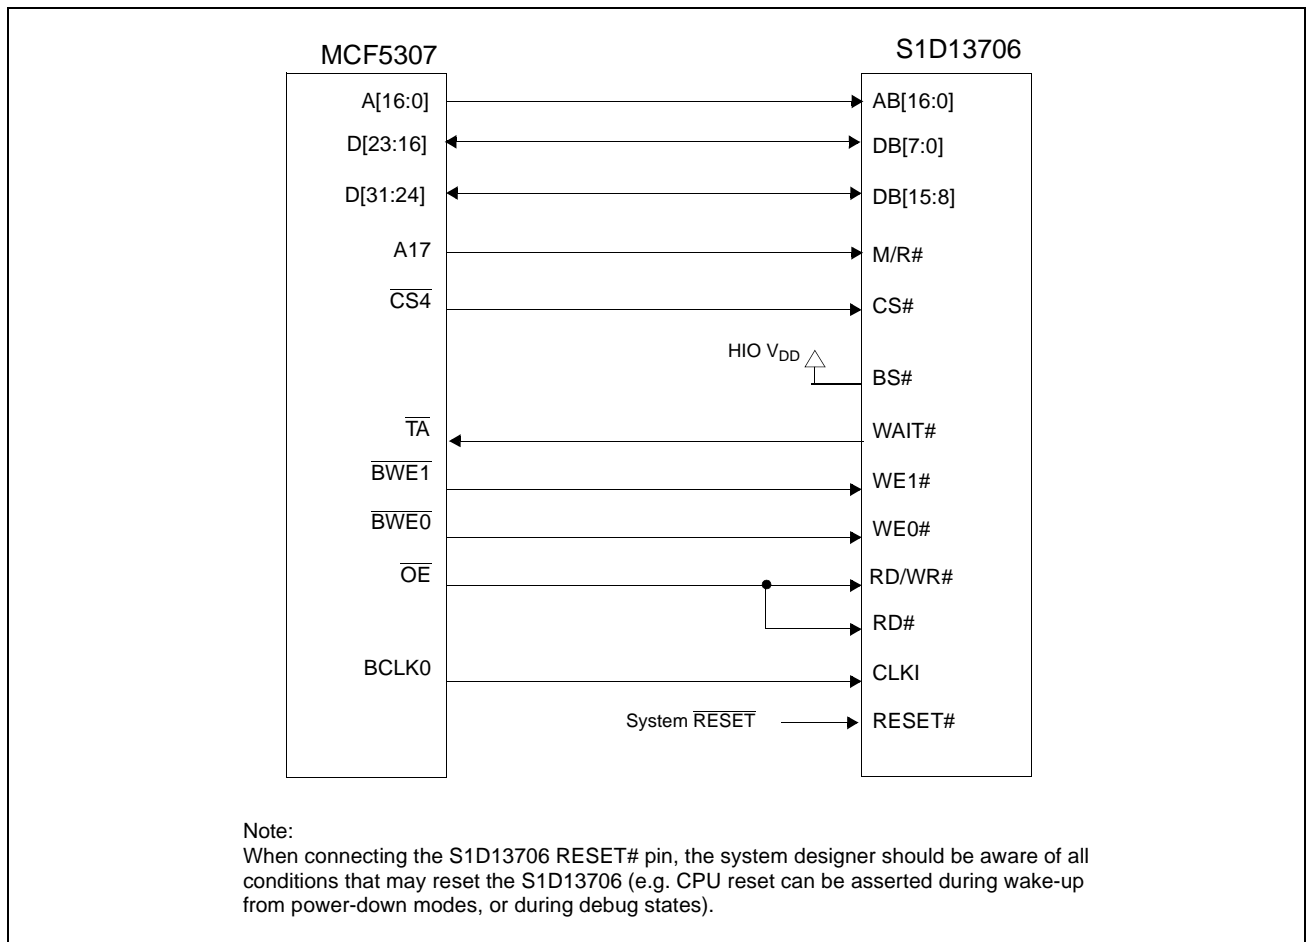 MCF5307 S1D13706
A[16:0] AB[16:0]
D[23:16] DB[7:0]
D[31:24] DB[15:8]
A17 M/R#
CS4 CS#
HIO VDD BS#
TA WAIT#
BWE1 WE1#
BWE0 WE0#
OE RD/WR#
RD#
BCLK0 CLKI
System RESET RESET#
Note:
When connecting the S1D13706 RESET# pin, the system designer should be aware of all
conditions that may reset the S1D13706 (e.g. CPU reset can be asserted during wake-up
from power-down modes, or during debug states).